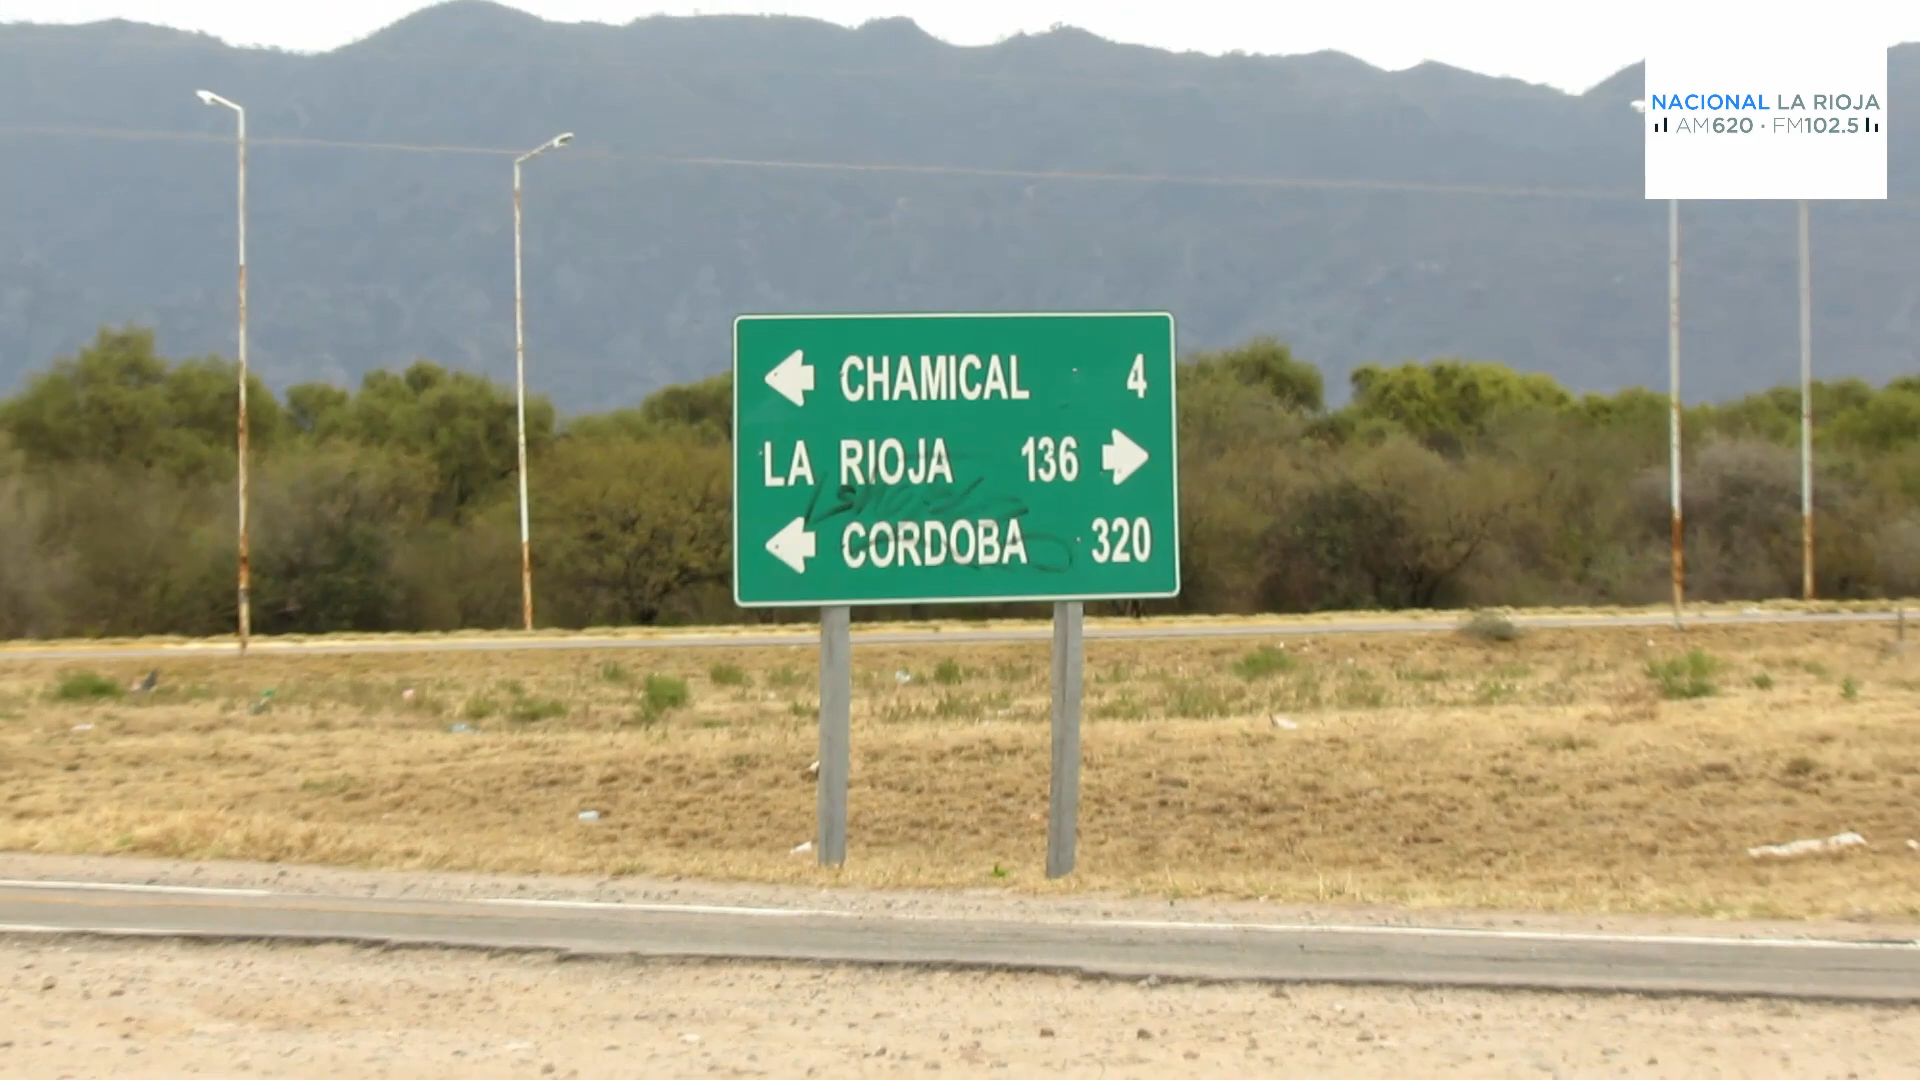 NACIONAL LA RIOJA
AM620 · FM102.5
CHAMICAL 4
LA RIOJA 136
CORDOBA 320